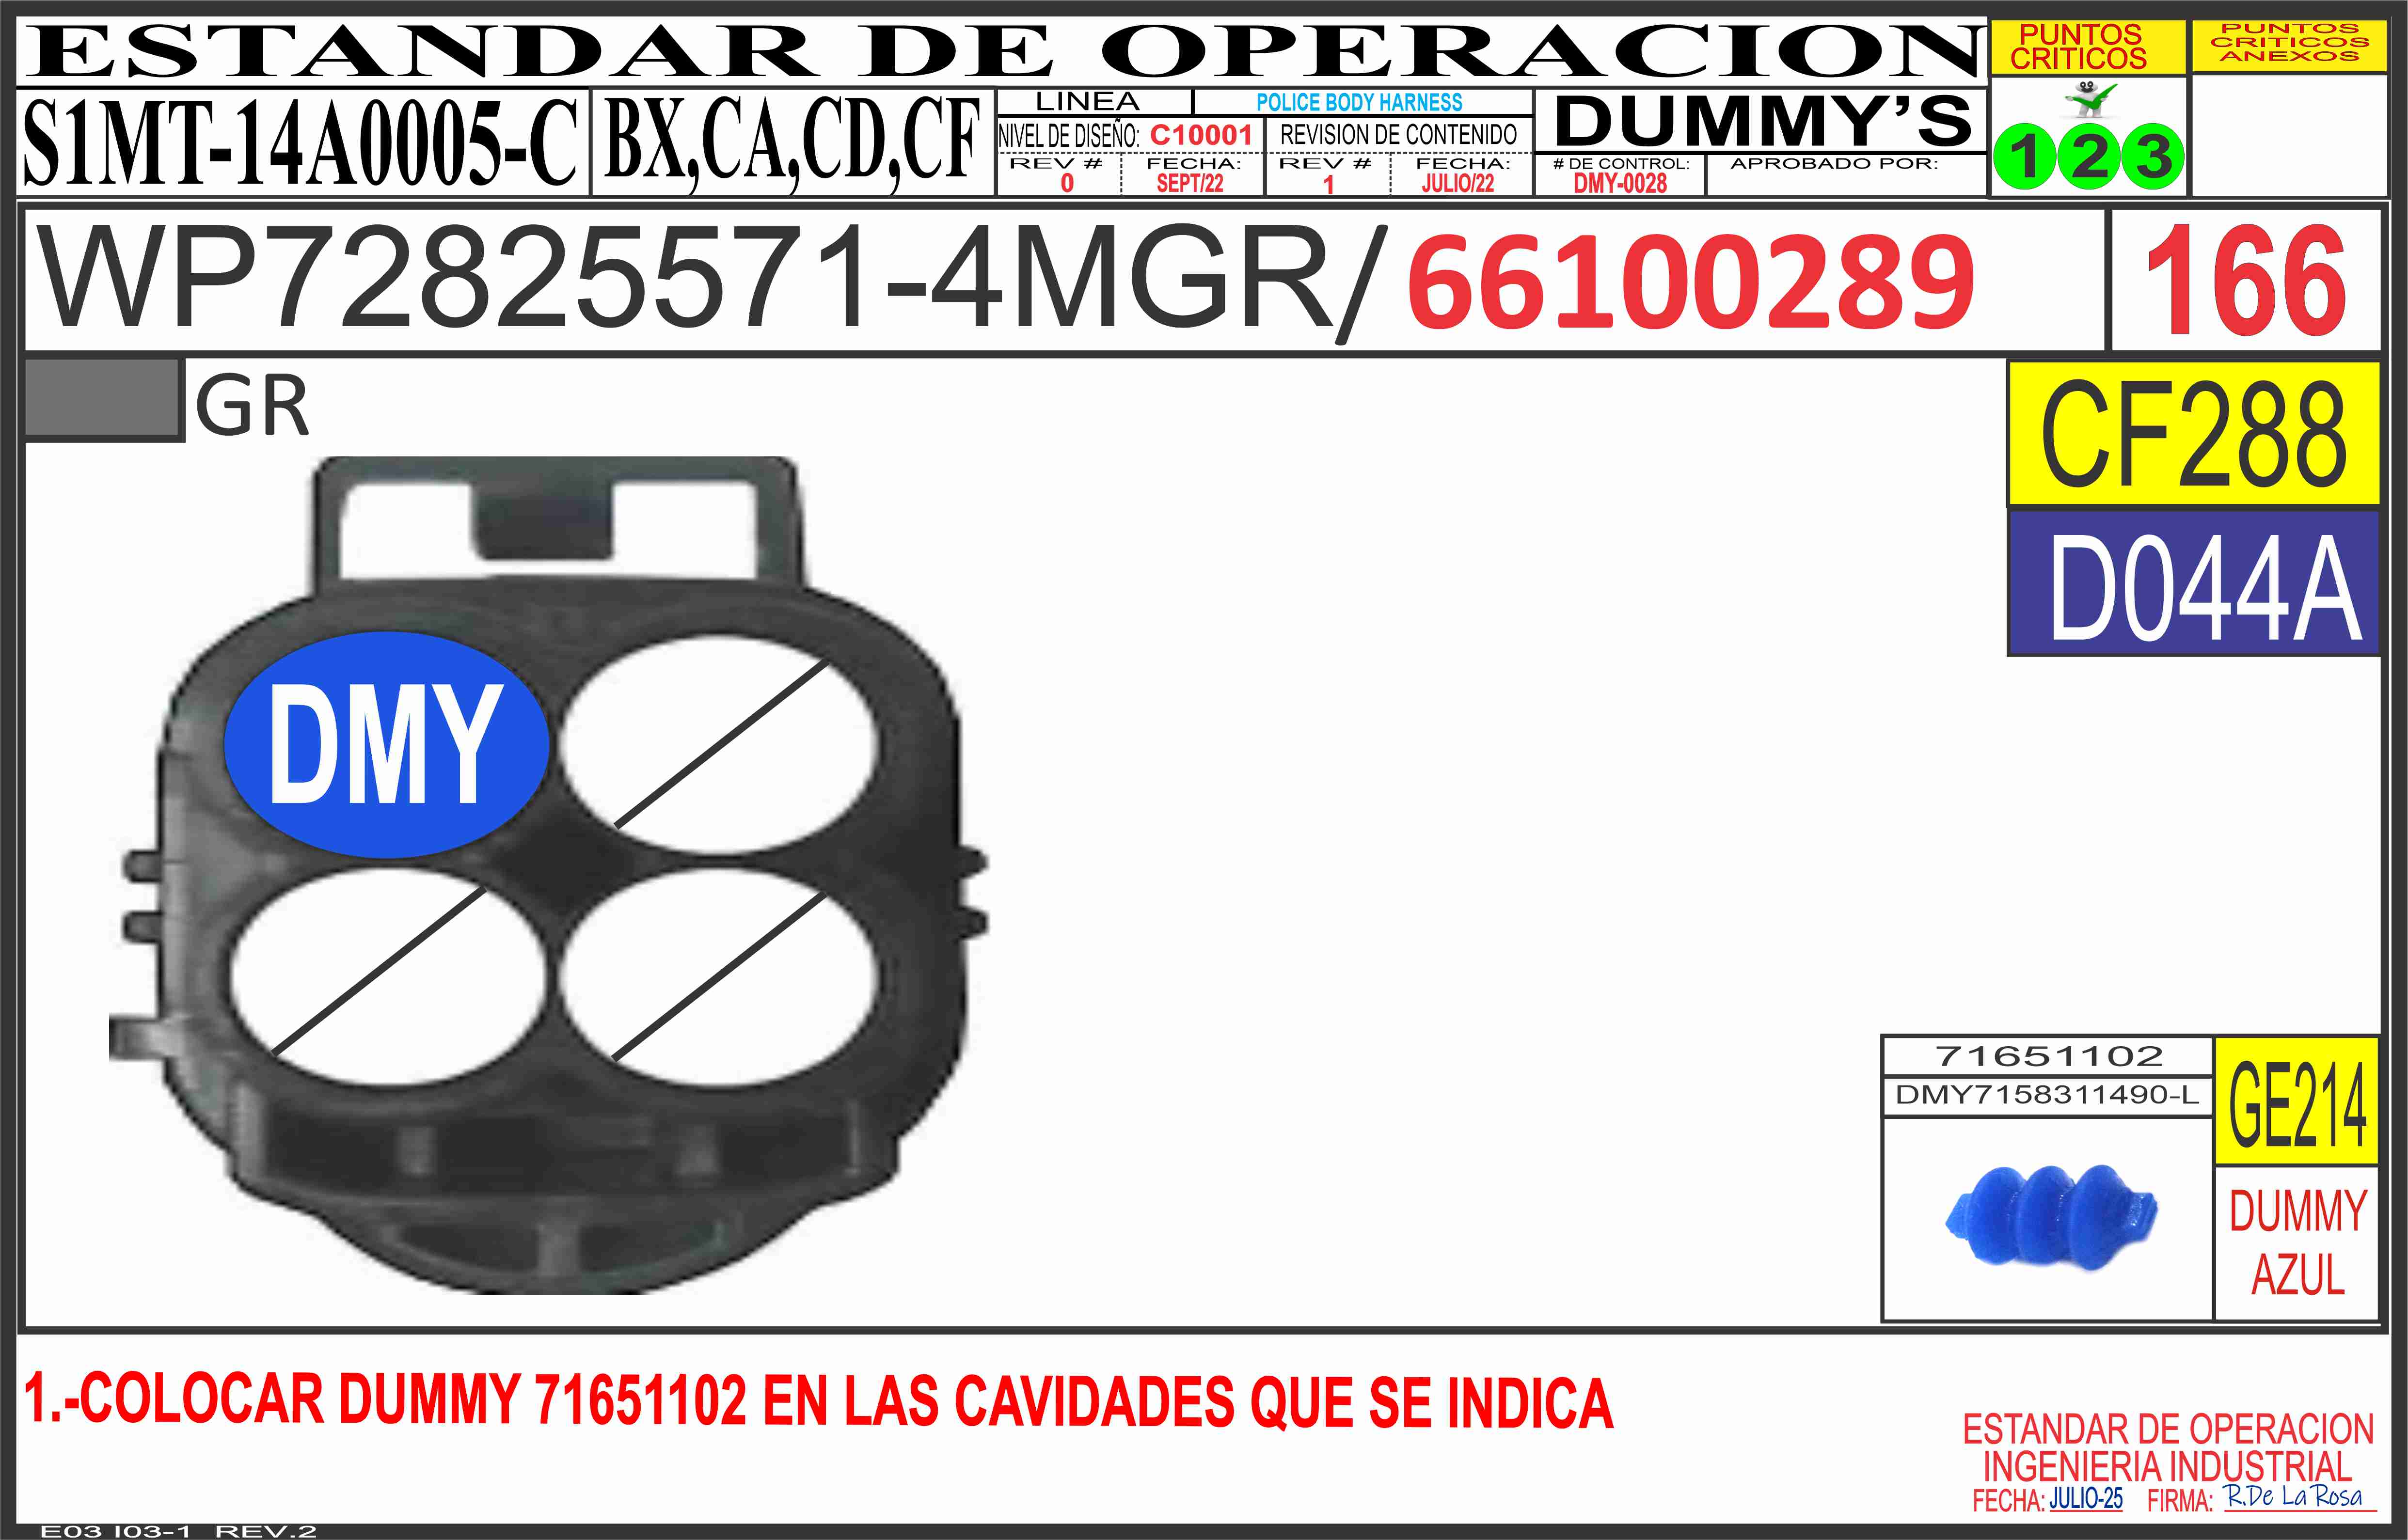 ESTANDAR DE OPERACION
PUNTOS CRITICOS
PUNTOS CRITICOS ANEXOS
S1MT-14A0005-C
BX,CA,CD,CF
LINEA
POLICE BODY HARNESS
NIVEL DE DISEÑO: C10001
REVISION DE CONTENIDO
REV #
0
FECHA:
SEPT/22
REV #
1
FECHA:
JULIO/22
DUMMY'S
# DE CONTROL:
DMY-0028
APROBADO POR:
1 2 3
WP72825571-4MGR/66100289
166
GR
CF288
D044A
DMY
71651102
DMY7158311490-L
GE214
DUMMY
AZUL
1.-COLOCAR DUMMY 71651102 EN LAS CAVIDADES QUE SE INDICA
ESTANDAR DE OPERACION
INGENIERIA INDUSTRIAL
FECHA: JULIO-25 FIRMA: R.De La Rosa
E03 I03-1 REV.2